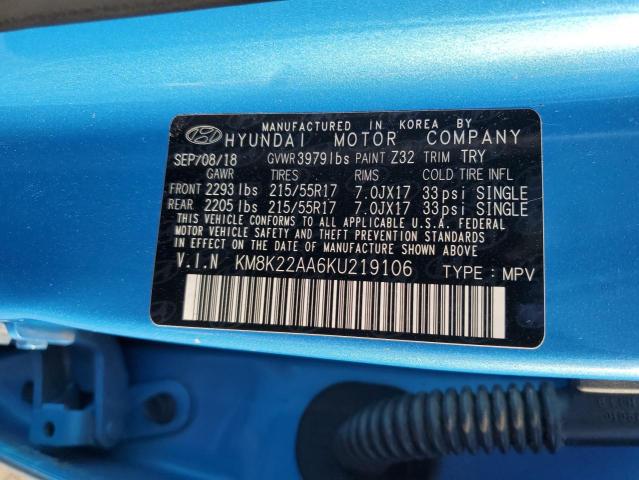 MANUFACTURED IN KOREA BY
HYUNDAI MOTOR COMPANY
SEP/08/18 GVWR 3979lbs PAINT Z32 TRIM TRY
GAWR TIRES RIMS COLD TIRE INFL
FRONT 2293 lbs 215/55R17 7.0JX17 33psi SINGLE
REAR 2205 lbs 215/55R17 7.0JX17 33psi SINGLE
THIS VEHICLE CONFORMS TO ALL APPLICABLE U.S.A. FEDERAL
MOTOR VEHICLE SAFETY AND THEFT PREVENTION STANDARDS
IN EFFECT ON THE DATE OF MANUFACTURE SHOWN ABOVE
V.I.N KM8K22AA6KU219106 TYPE : MPV